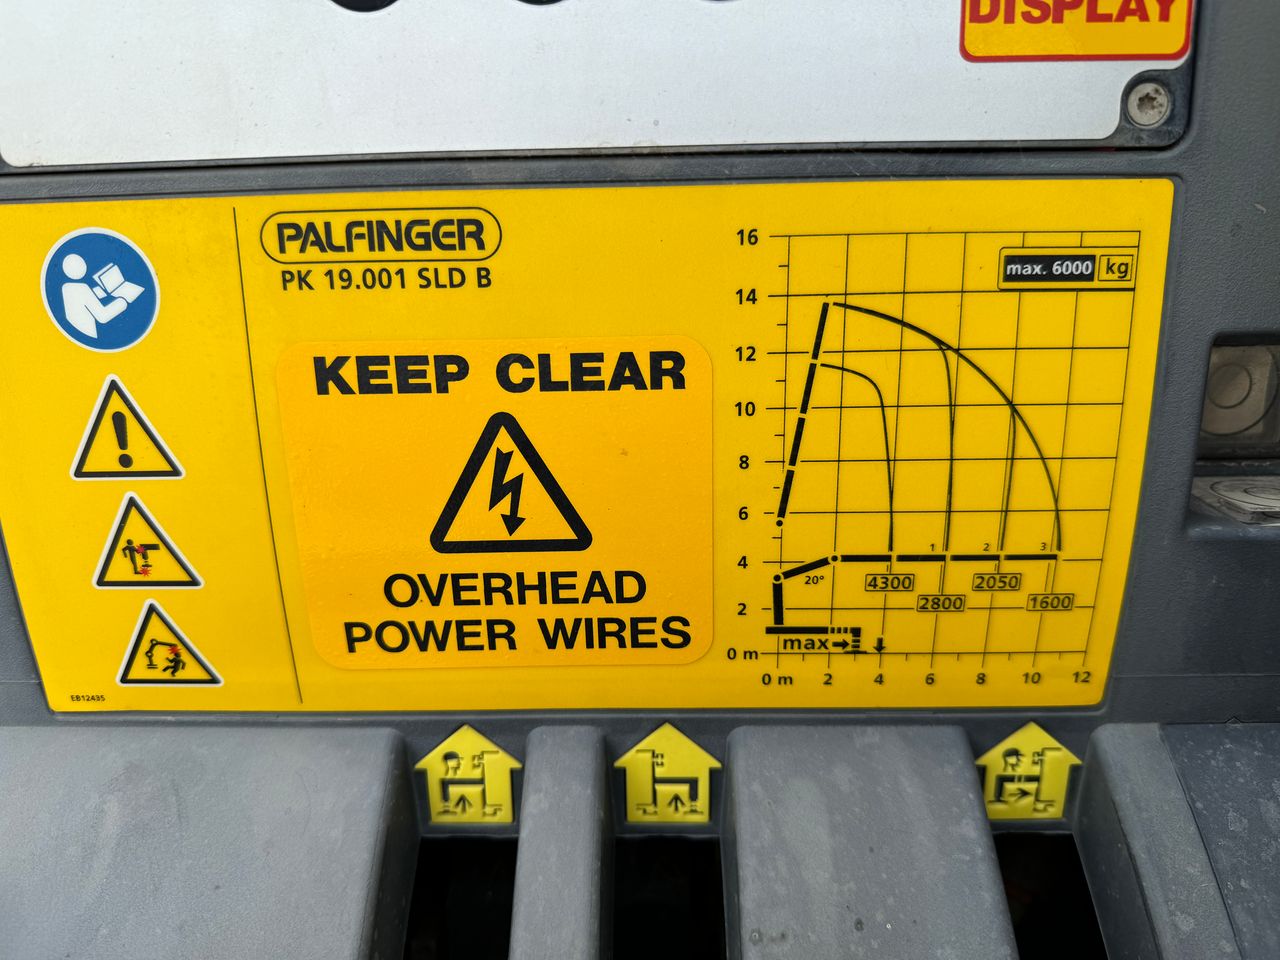 DISPLAY
PALFINGER
PK 19.001 SLD B
KEEP CLEAR
OVERHEAD
POWER WIRES
EB12435
max. 6000 kg
16
14
12
10
8
6
4
2
0 m
20°
1 2 3
4300 2050
2800 1600
max
0 m 2 4 6 8 10 12